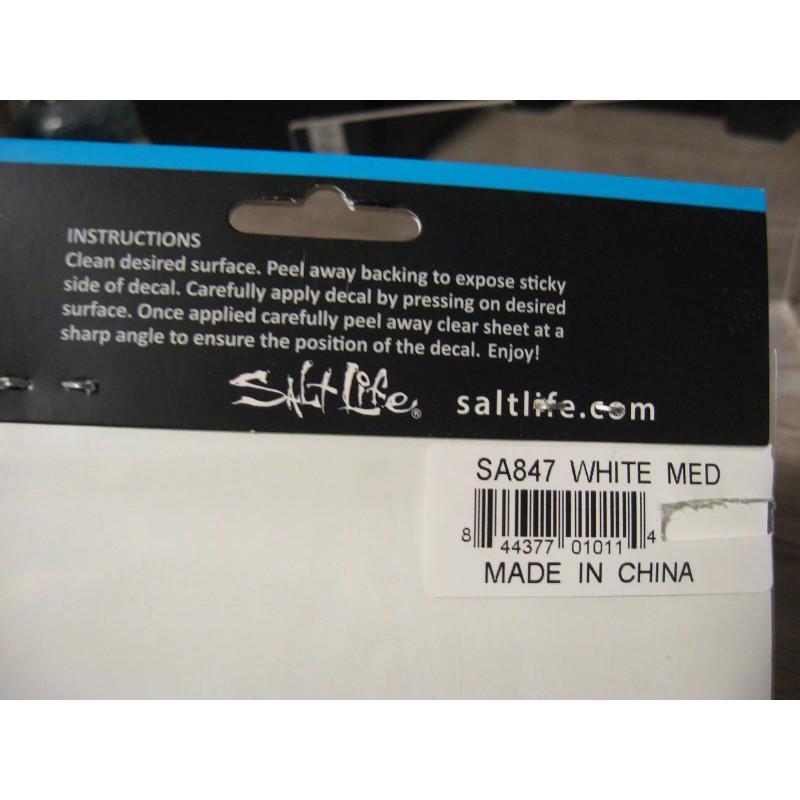 INSTRUCTIONS
Clean desired surface. Peel away backing to expose sticky
side of decal. Carefully apply decal by pressing on desired
surface. Once applied carefully peel away clear sheet at a
sharp angle to ensure the position of the decal. Enjoy!
Salt Life® saltlife.com
SA847 WHITE MED
8 44377 01011 4
MADE IN CHINA